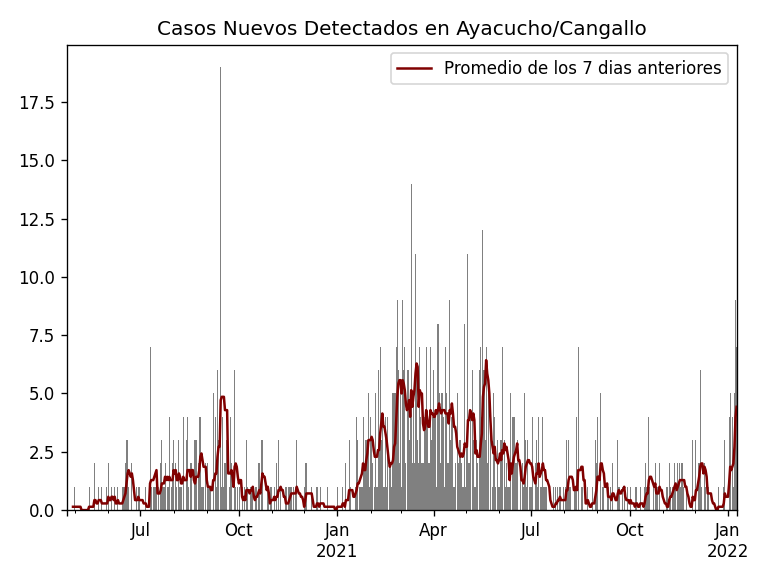 Casos Nuevos Detectados en Ayacucho/Cangallo
Promedio de los 7 dias anteriores
17.5
15.0
12.5
10.0
7.5
5.0
2.5
0.0
Jul
Oct
Jan
2021
Apr
Jul
Oct
Jan
2022